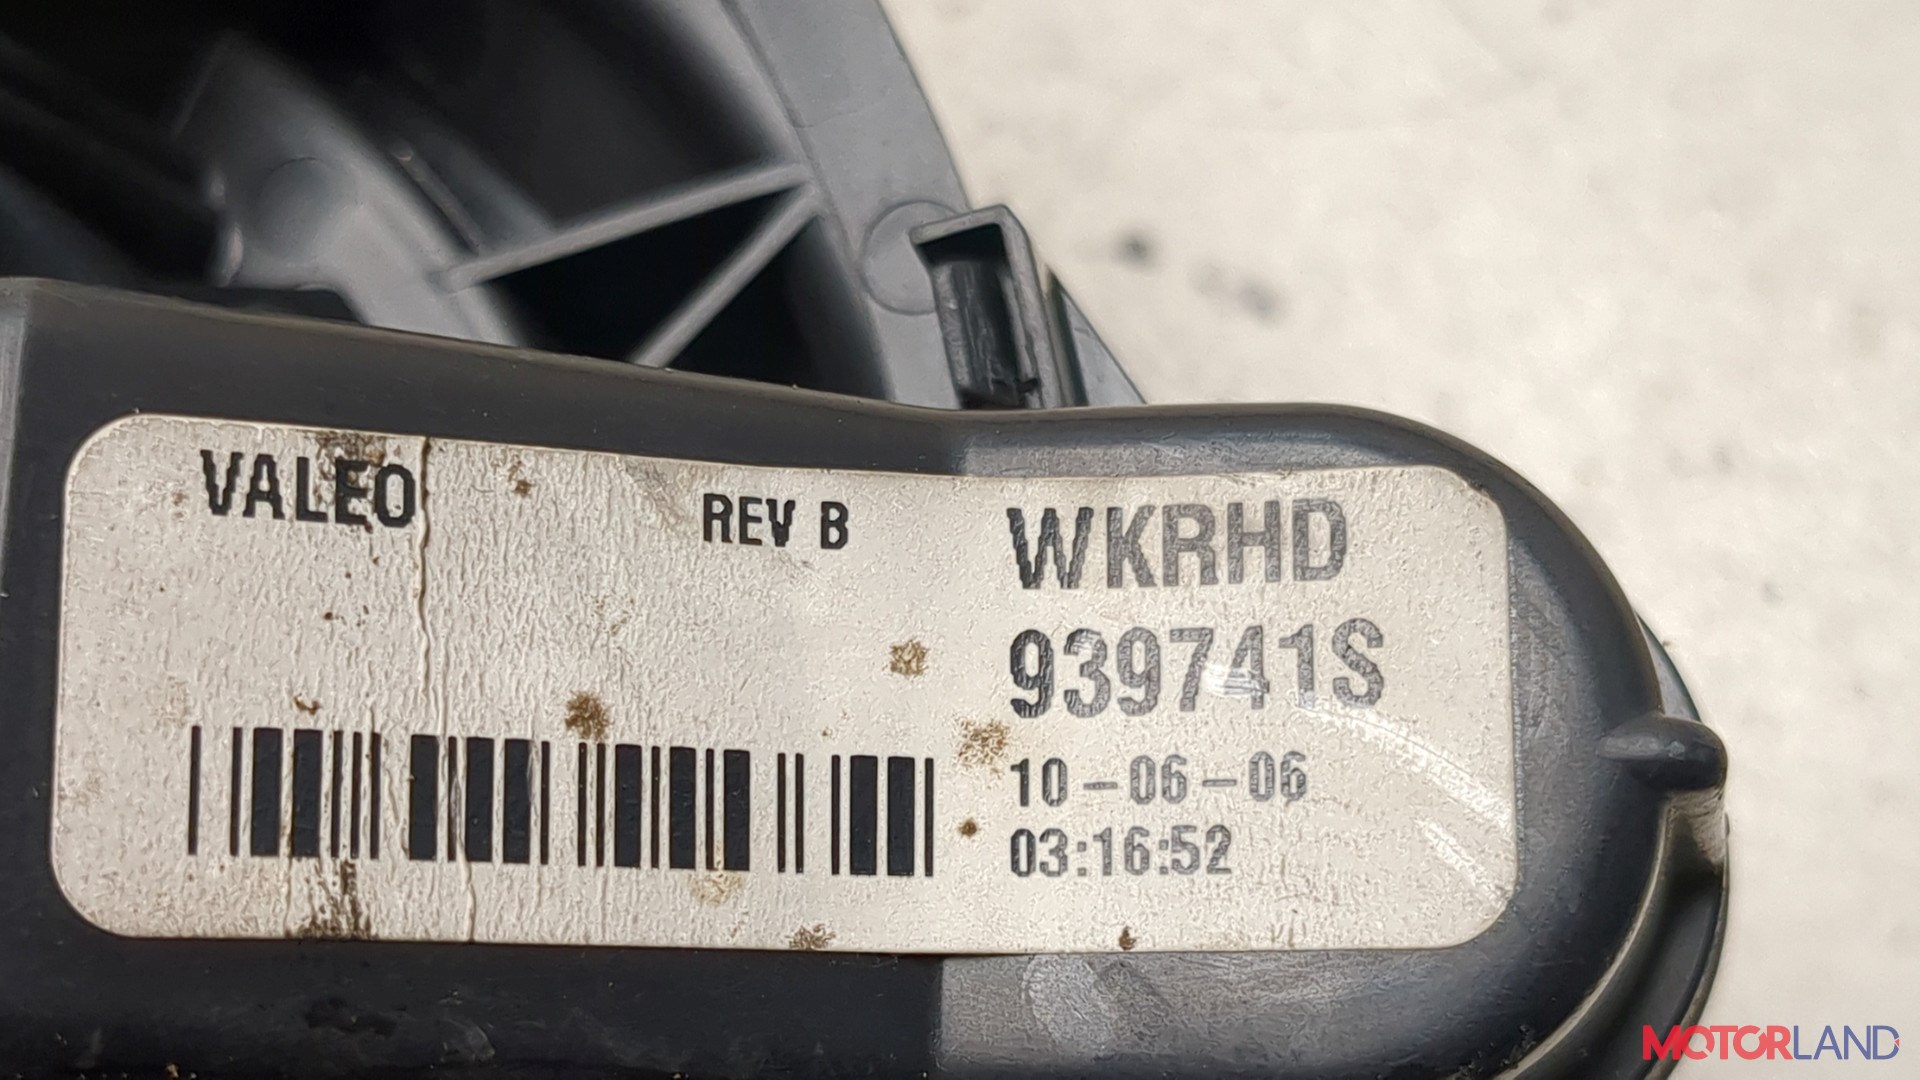 VALEO
REV B
WKRHD
939741S
10-06-06
03:16:52
MOTORLAND